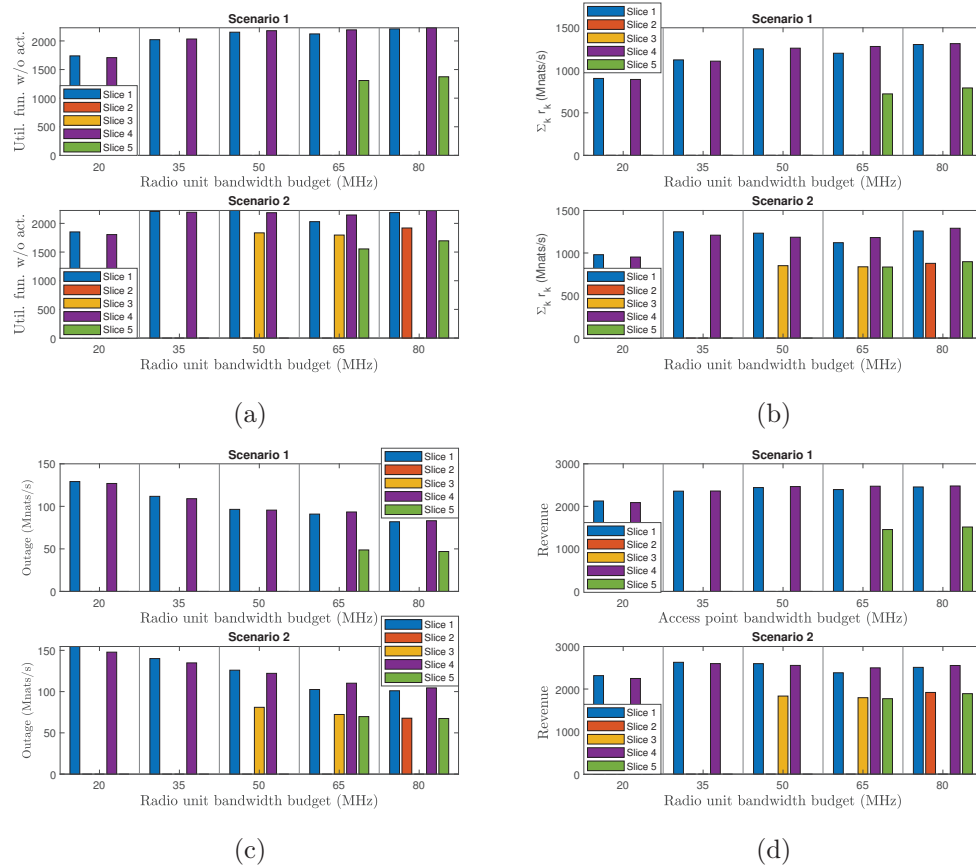 Scenario 1
Util. fun. w/o act.
2000
1500
1000
500
0
Slice 1
Slice 2
Slice 3
Slice 4
Slice 5
20 35 50 65 80
Radio unit bandwidth budget (MHz)
Scenario 2
Util. fun. w/o act.
2000
1500
1000
500
0
Slice 1
Slice 2
Slice 3
Slice 4
Slice 5
20 35 50 65 80
Radio unit bandwidth budget (MHz)
(a)
Scenario 1
Σk rk (Mnats/s)
1500
1000
500
0
Slice 1
Slice 2
Slice 3
Slice 4
Slice 5
20 35 50 65 80
Radio unit bandwidth budget (MHz)
Scenario 2
Σk rk (Mnats/s)
1500
1000
500
0
Slice 1
Slice 2
Slice 3
Slice 4
Slice 5
20 35 50 65 80
Radio unit bandwidth budget (MHz)
(b)
Scenario 1
Outage (Mnats/s)
150
100
50
0
Slice 1
Slice 2
Slice 3
Slice 4
Slice 5
20 35 50 65 80
Radio unit bandwidth budget (MHz)
Scenario 2
Outage (Mnats/s)
150
100
50
0
Slice 1
Slice 2
Slice 3
Slice 4
Slice 5
20 35 50 65 80
Radio unit bandwidth budget (MHz)
(c)
Scenario 1
Revenue
3000
2000
1000
0
Slice 1
Slice 2
Slice 3
Slice 4
Slice 5
20 35 50 65 80
Access point bandwidth budget (MHz)
Scenario 2
Revenue
3000
2000
1000
0
Slice 1
Slice 2
Slice 3
Slice 4
Slice 5
20 35 50 65 80
Radio unit bandwidth budget (MHz)
(d)